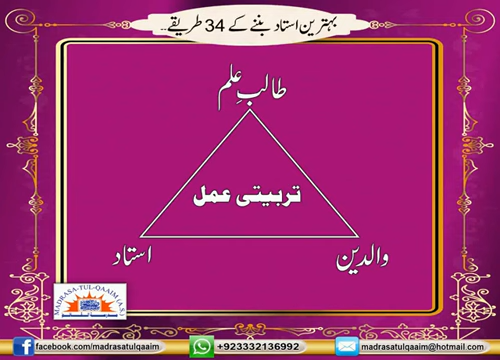 بہترین استاد بننے کے 34 طریقے..
طالبِ علم
تربیتی عمل
استاد
والدین
MADRASA-TUL-QAAIM (A.S.)
facebook.com/madrasatulqaaim
+923332136992
madrasatulqaaim@hotmail.com